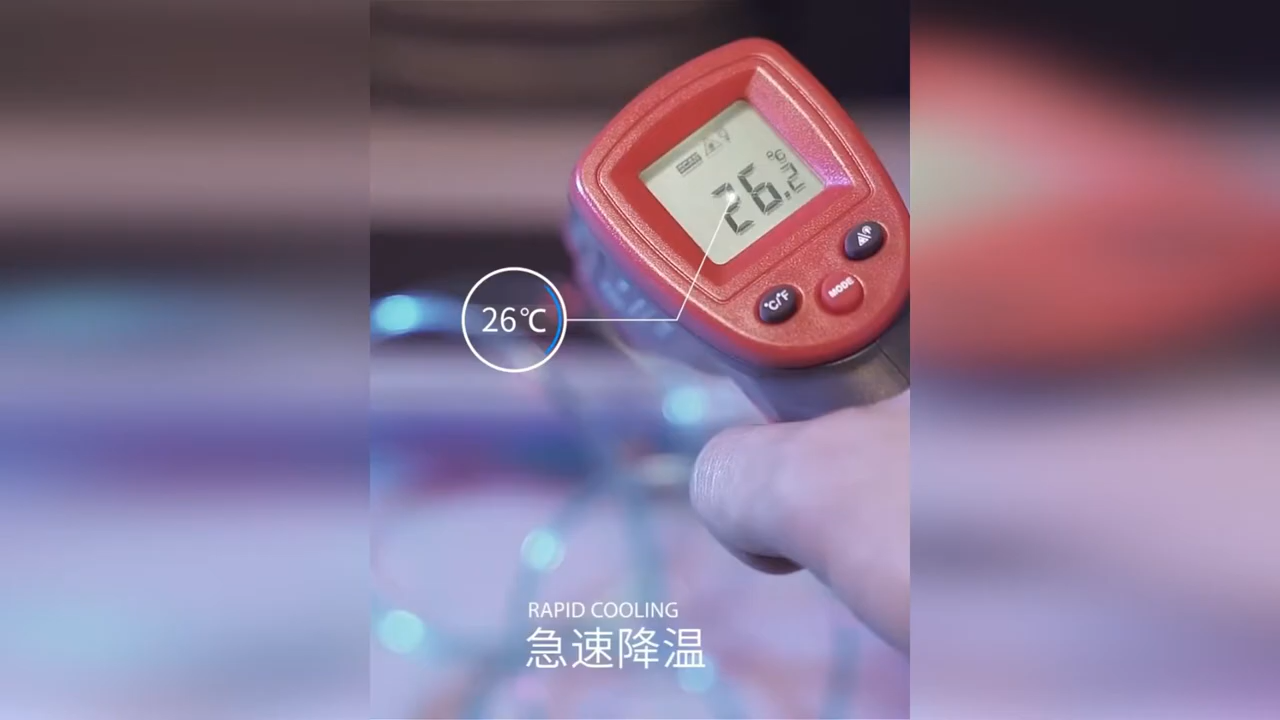 26.2
°C
°C/°F
MODE
26℃
RAPID COOLING
急速降温